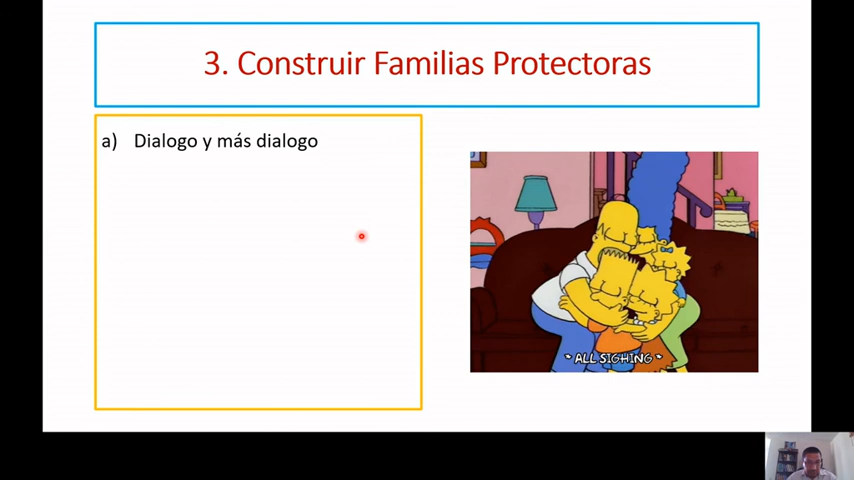 3. Construir Familias Protectoras
a) Dialogo y más dialogo
* ALL SIGHING *